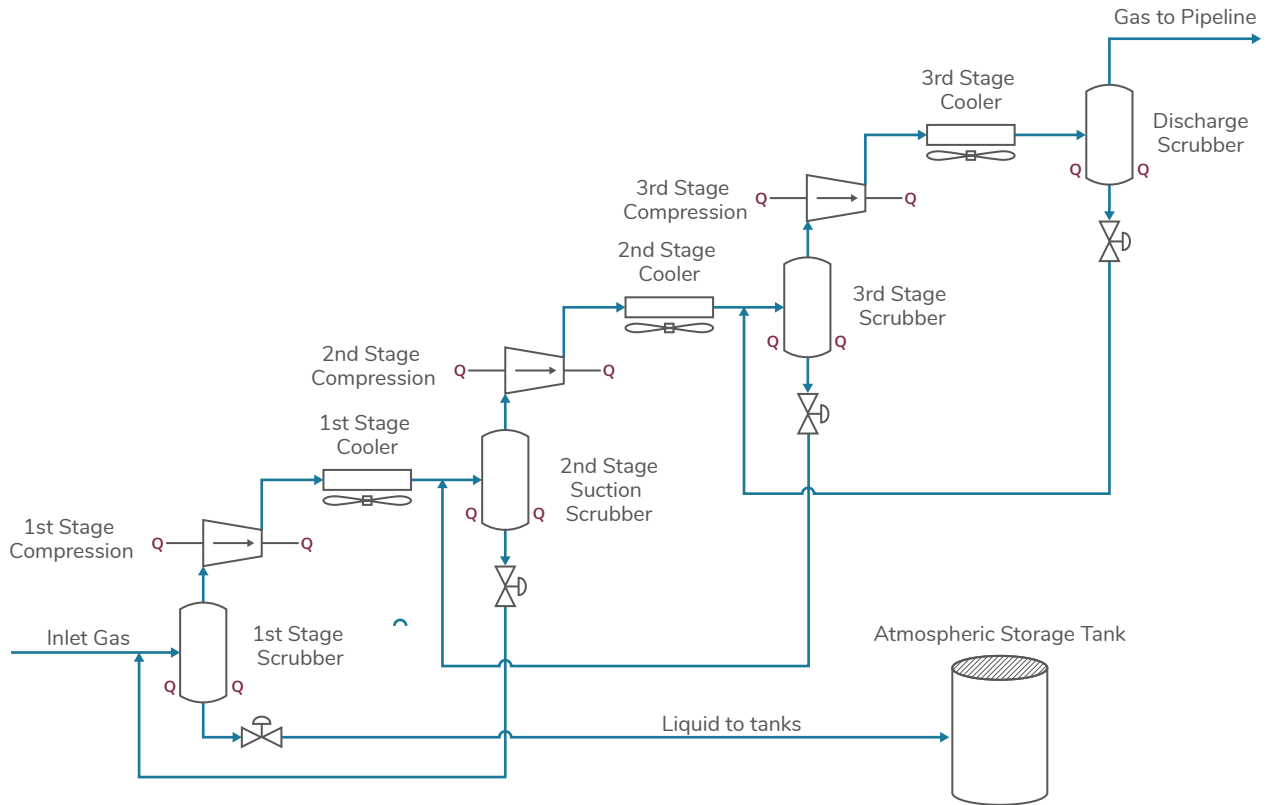 Gas to Pipeline
3rd Stage
Cooler
Discharge
Scrubber
Q
Q
3rd Stage
Compression
Q
Q
2nd Stage
Cooler
3rd Stage
Scrubber
Q
Q
2nd Stage
Compression
Q
Q
1st Stage
Cooler
2nd Stage
Suction
Scrubber
Q
Q
1st Stage
Compression
Q
Q
Inlet Gas
1st Stage
Scrubber
Q
Q
Atmospheric Storage Tank
Liquid to tanks